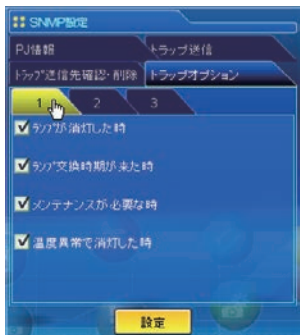 SNMP設定
PJ情報 トラップ送信
トラップ送信先確認・削除 トラップオプション
1 2 3
ランプが消灯した時
ランプ交換時期が来た時
メンテナンスが必要な時
温度異常で消灯した時
設定